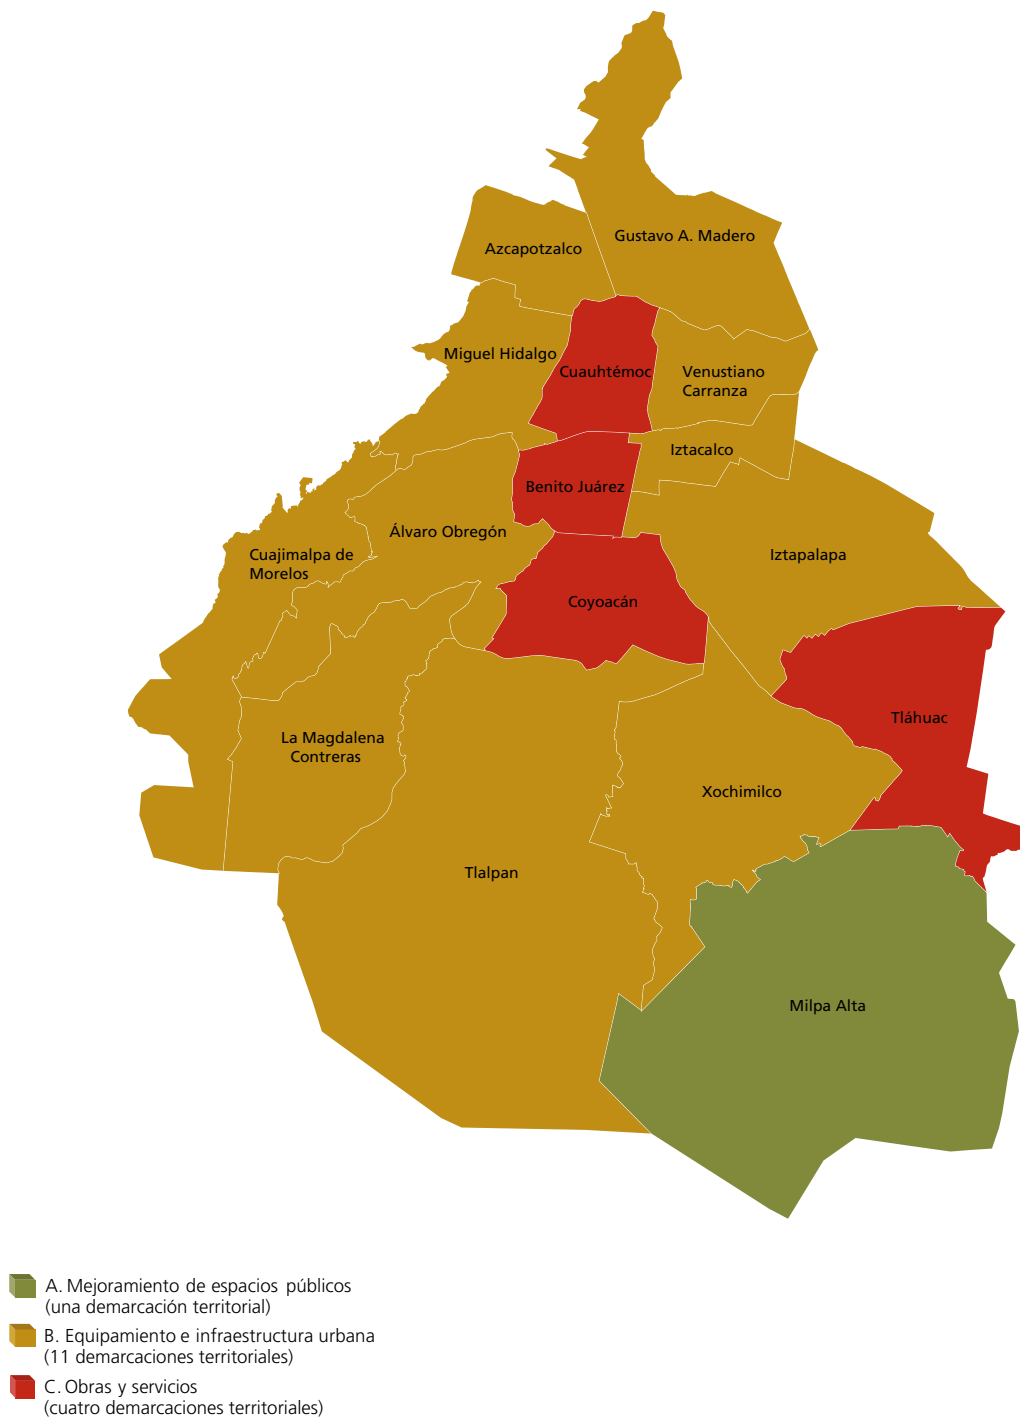 Gustavo A. Madero
Azcapotzalco
Miguel Hidalgo
Cuauhtémoc
Venustiano
Carranza
Iztacalco
Benito Juárez
Álvaro Obregón
Cuajimalpa de
Morelos
Iztapalapa
Coyoacán
Tláhuac
La Magdalena
Contreras
Xochimilco
Tlalpan
Milpa Alta
A. Mejoramiento de espacios públicos
(una demarcación territorial)
B. Equipamiento e infraestructura urbana
(11 demarcaciones territoriales)
C. Obras y servicios
(cuatro demarcaciones territoriales)